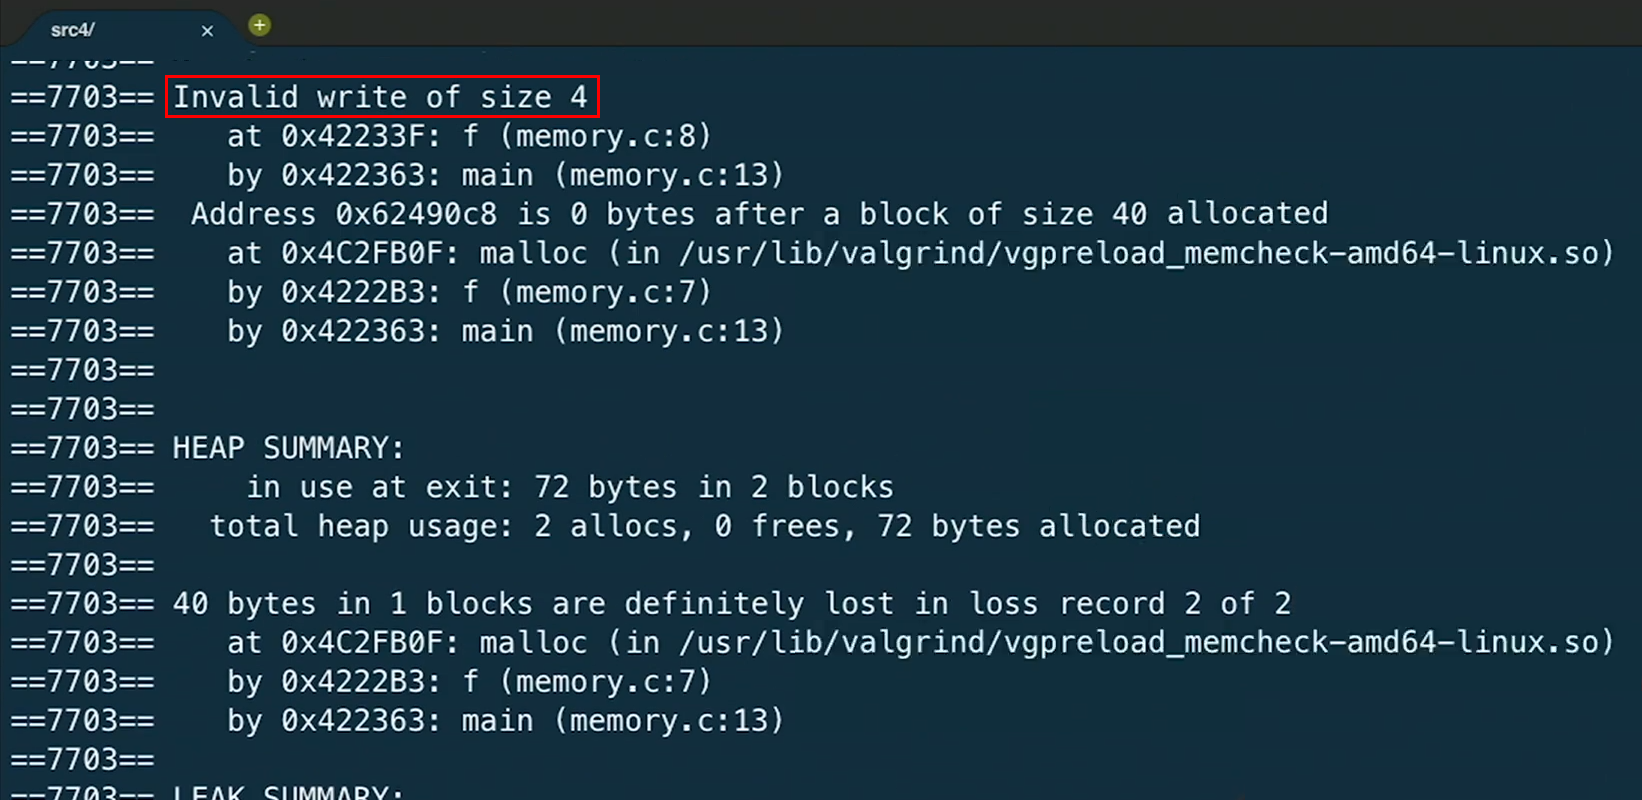 src4/
==7703==
==7703== Invalid write of size 4
==7703==    at 0x42233F: f (memory.c:8)
==7703==    by 0x422363: main (memory.c:13)
==7703==  Address 0x62490c8 is 0 bytes after a block of size 40 allocated
==7703==    at 0x4C2FB0F: malloc (in /usr/lib/valgrind/vgpreload_memcheck-amd64-linux.so)
==7703==    by 0x4222B3: f (memory.c:7)
==7703==    by 0x422363: main (memory.c:13)
==7703==
==7703==
==7703== HEAP SUMMARY:
==7703==     in use at exit: 72 bytes in 2 blocks
==7703==   total heap usage: 2 allocs, 0 frees, 72 bytes allocated
==7703==
==7703== 40 bytes in 1 blocks are definitely lost in loss record 2 of 2
==7703==    at 0x4C2FB0F: malloc (in /usr/lib/valgrind/vgpreload_memcheck-amd64-linux.so)
==7703==    by 0x4222B3: f (memory.c:7)
==7703==    by 0x422363: main (memory.c:13)
==7703==
==7703== LEAK SUMMARY: